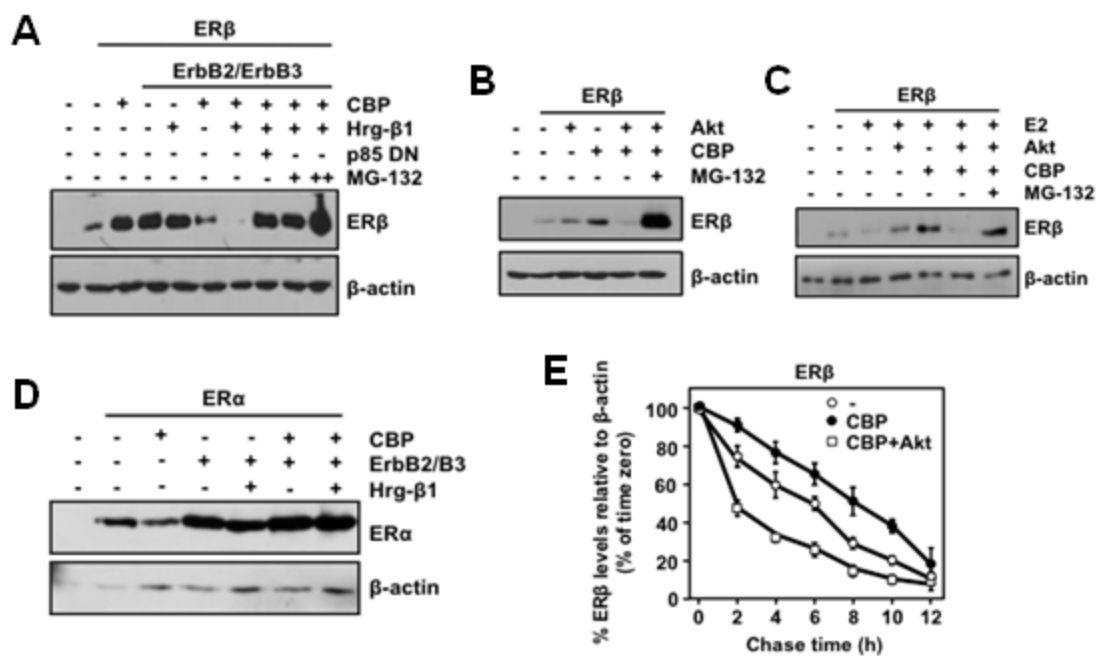 A
ERβ
ErbB2/ErbB3
- - + - - + + + + + CBP
- - - - + - + + + + Hrg-β1
+ p85 DN
+ ++ MG-132
ERβ
β-actin
B
ERβ
- - + - + + Akt
- - - + + + CBP
- - - - - + MG-132
ERβ
β-actin
C
ERβ
- - + + + + + E2
- - - + - + + Akt
- - - - + + + CBP
- - - - - - + MG-132
ERβ
β-actin
D
ERα
- - + - - + + CBP
- - - + + + + ErbB2/B3
- - - - + - + Hrg-β1
ERα
β-actin
E
ERβ
% ERβ levels relative to β-actin
(% of time zero)
-
CBP
CBP+Akt
100
80
60
40
20
0
0 2 4 6 8 10 12
Chase time (h)